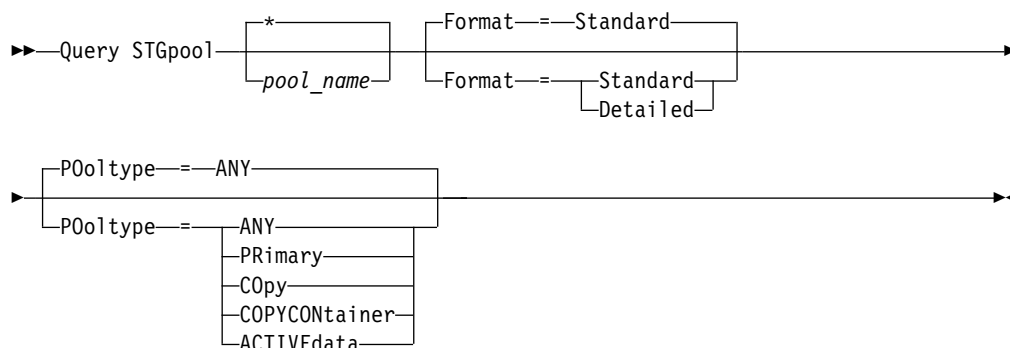 * Format = Standard
Query STGpool
pool_name Format = Standard
Detailed
POoltype = ANY
POoltype = ANY
PRimary
COpy
COPYCONtainer
ACTIVEdata